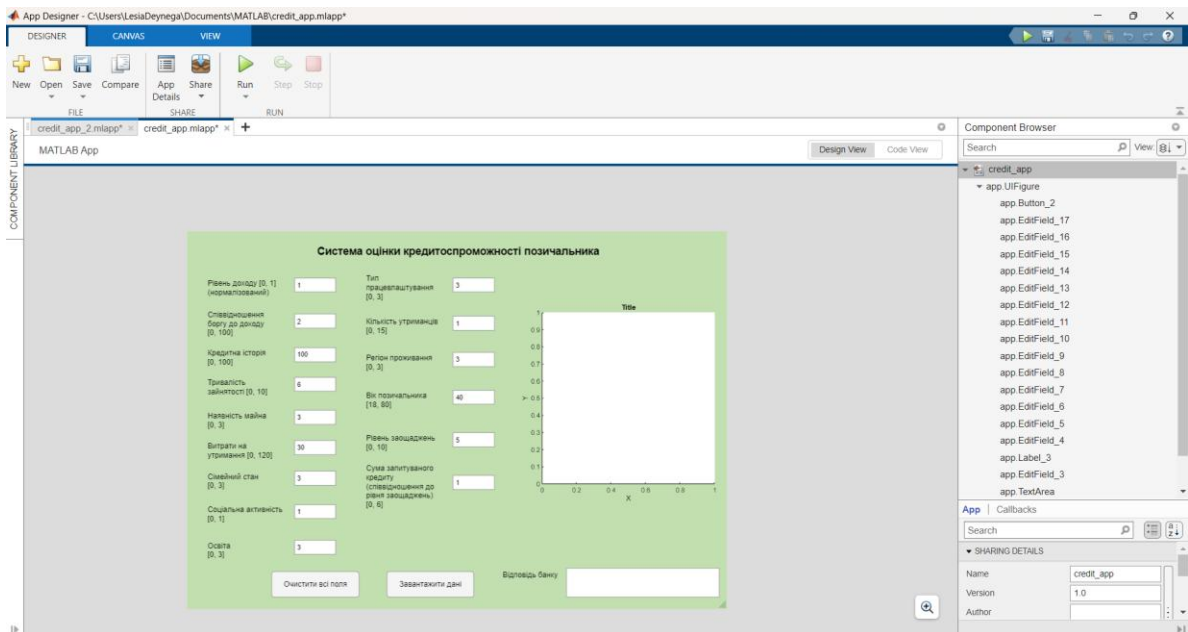 App Designer - C:\Users\LesiaDeynega\Documents\MATLAB\credit_app.mlapp*
DESIGNER CANVAS VIEW
New Open Save Compare App Details Share Run Step Stop
FILE SHARE RUN
credit_app_2.mlapp* × credit_app.mlapp* × +
MATLAB App
Design View Code View
COMPONENT LIBRARY
Система оцінки кредитоспроможності позичальника
Рівень доходу [0, 1]
(нормалізований)
1
Співвідношення
боргу до доходу
[0, 100]
2
Кредитна історія
[0, 100]
100
Тривалість
зайнятості [0, 10]
6
Наявність майна
[0, 3]
3
Витрати на
утримання [0, 120]
30
Сімейний стан
[0, 3]
3
Соціальна активність
[0, 1]
1
Освіта
[0, 3]
3
Тип
працевлаштування
[0, 3]
3
Кількість утриманців
[0, 15]
1
Регіон проживання
[0, 3]
3
Вік позичальника
[18, 80]
40
Рівень заощаджень
[0, 10]
5
Сума запитуваного
кредиту
(співвідношення до
рівня заощаджень)
[0, 6]
1
Title
1
0.9
0.8
0.7
0.6
0.5
0.4
0.3
0.2
0.1
0
Y
0 0.2 0.4 0.6 0.8 1
X
Очистити всі поля
Завантажити дані
Відповідь банку
Component Browser
Search View:
credit_app
app.UIFigure
app.Button_2
app.EditField_17
app.EditField_16
app.EditField_15
app.EditField_14
app.EditField_13
app.EditField_12
app.EditField_11
app.EditField_10
app.EditField_9
app.EditField_8
app.EditField_7
app.EditField_6
app.EditField_5
app.EditField_4
app.Label_3
app.EditField_3
app.TextArea
App | Callbacks
Search
SHARING DETAILS
Name credit_app
Version 1.0
Author